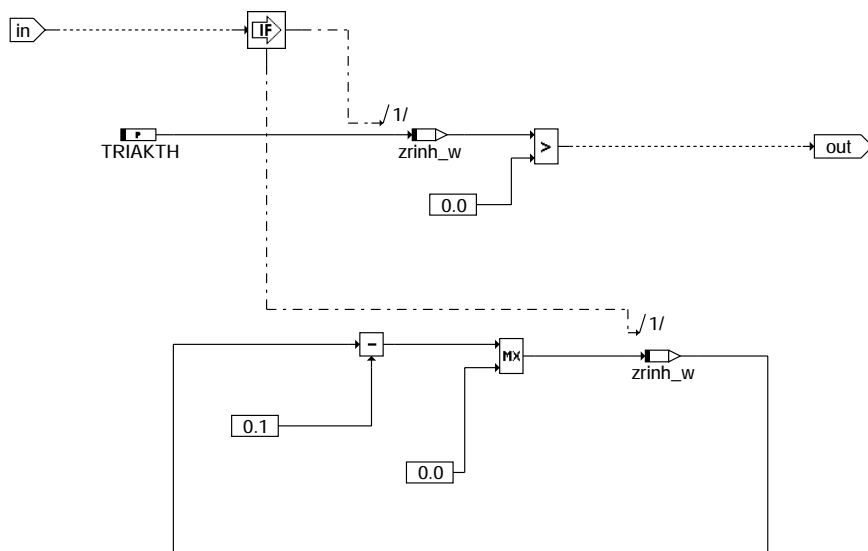 in
IF
/1/
P
TRIAKTH
zrinh_w
>
out
0.0
/1/
-
MX
zrinh_w
0.1
0.0